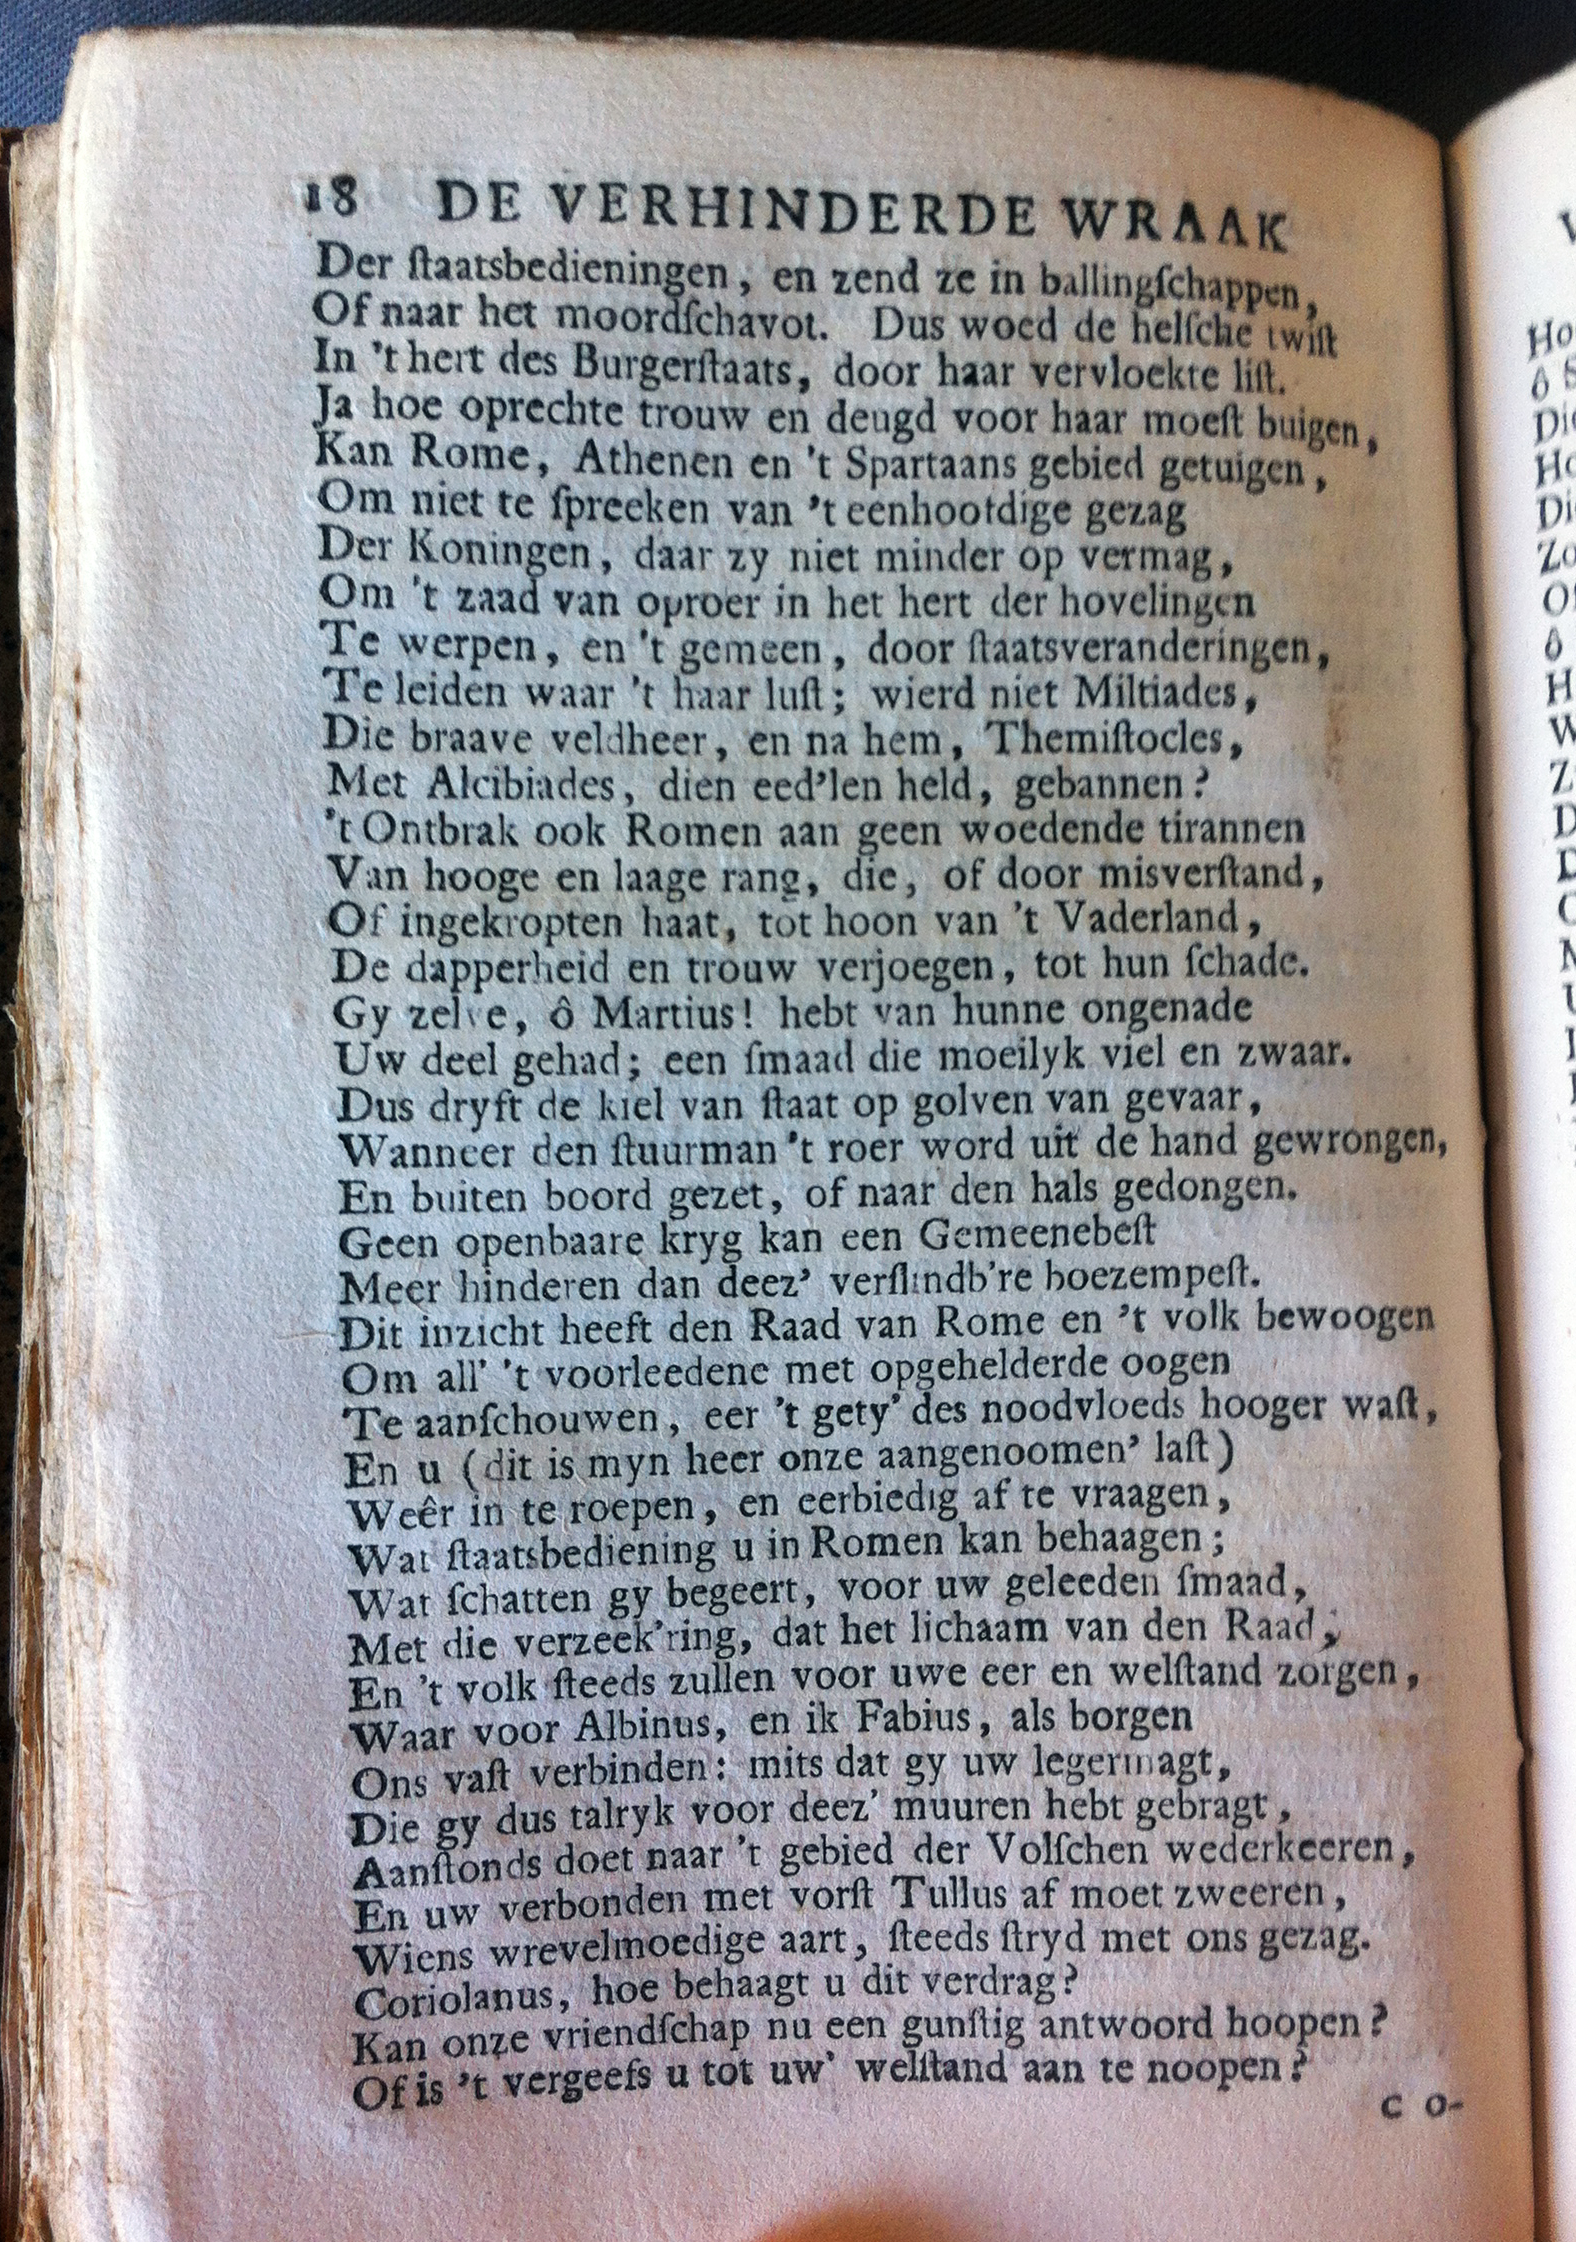 18 DE VERHINDERDE WRAAK
Der ſtaatsbedieningen, en zend ze in ballingſchappen,
Of naar het moordſchavot. Dus woed de helſche twiſt
In 't hert des Burgerſtaats, door haar vervloekte liſt.
Ja hoe oprechte trouw en deugd voor haar moeſt buigen,
Kan Rome, Athenen en 't Spartaans gebied getuigen,
Om niet te ſpreeken van 't eenhoofdige gezag
Der Koningen, daar zy niet minder op vermag,
Om 't zaad van oproer in het hert der hovelingen
Te werpen, en 't gemeen, door ſtaatsveranderingen,
Te leiden waar 't haar luſt; wierd niet Miltiades,
Die braave veldheer, en na hem, Themiſtocles,
Met Alcibiades, dien eed'len held, gebannen?
't Ontbrak ook Romen aan geen woedende tirannen
Van hooge en laage rang, die, of door misverſtand,
Of ingekropten haat, tot hoon van 't Vaderland,
De dapperheid en trouw verjoegen, tot hun ſchade.
Gy zelve, ô Martius! hebt van hunne ongenade
Uw deel gehad; een ſmaad die moeilyk viel en zwaar.
Dus dryft de kiel van ſtaat op golven van gevaar,
Wanneer den ſtuurman 't roer word uit de hand gewrongen,
En buiten boord gezet, of naar den hals gedongen.
Geen openbaare kryg kan een Gemeenebeſt
Meer hinderen dan deez' verſlindb're boezempeſt.
Dit inzicht heeft den Raad van Rome en 't volk bewoogen
Om all' 't voorleedene met opgehelderde oogen
Te aanſchouwen, eer 't gety' des noodvloeds hooger waſt,
En u (dit is myn heer onze aangenoomen' laſt)
Weêr in te roepen, en eerbiedig af te vraagen,
Wat ſtaatsbediening u in Romen kan behaagen;
Wat ſchatten gy begeert, voor uw geleeden ſmaad,
Met die verzeek'ring, dat het lichaam van den Raad,
En 't volk ſteeds zullen voor uwe eer en welſtand zorgen,
Waar voor Albinus, en ik Fabius, als borgen
Ons vaſt verbinden: mits dat gy uw legermagt,
Die gy dus talryk voor deez' muuren hebt gebragt,
Aanſtonds doet naar 't gebied der Volſchen wederkeeren,
En uw verbonden met vorſt Tullus af moet zweeren,
Wiens wrevelmoedige aart, ſteeds ſtryd met ons gezag.
Coriolanus, hoe behaagt u dit verdrag?
Kan onze vriendſchap nu een gunſtig antwoord hoopen?
Of is 't vergeefs u tot uw' welſtand aan te noopen?
C O-